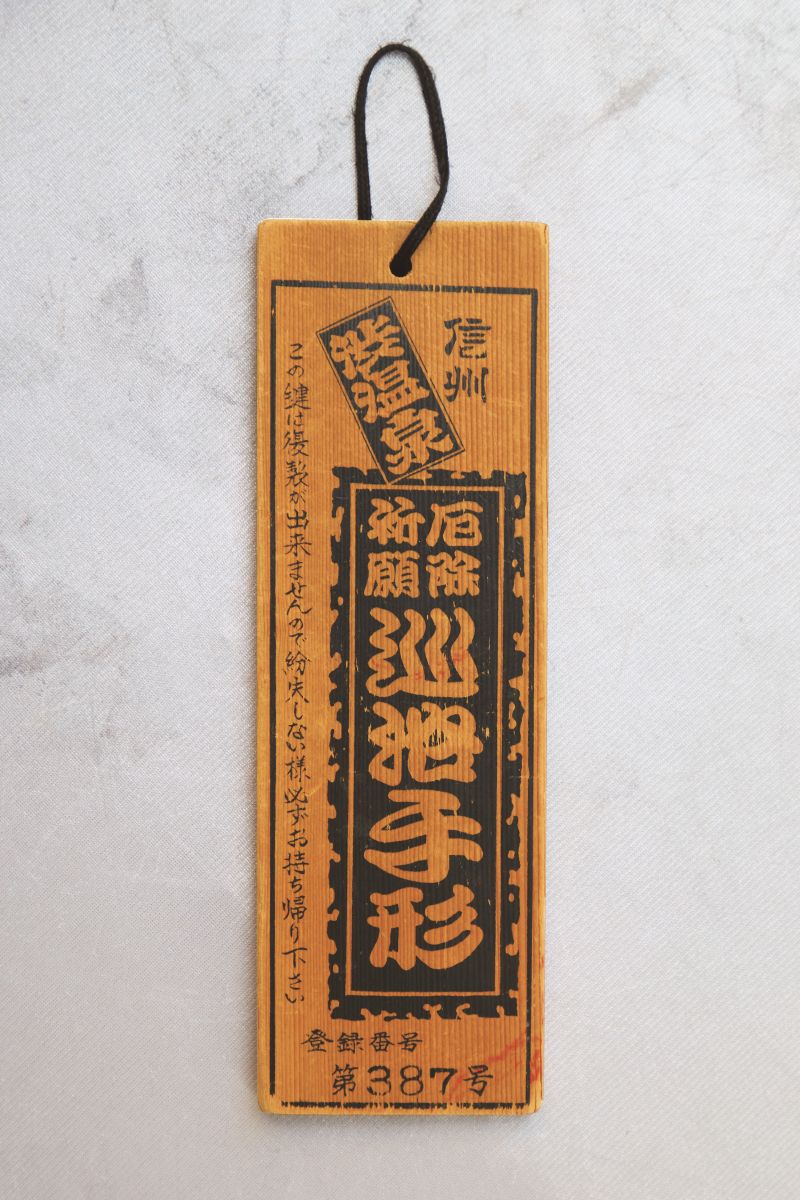 信州
渋温泉
厄除
祈願
巡浴手形
この鍵は複製が出来ませんので紛失しない様必ずお持ち帰り下さい
登録番号
第387号